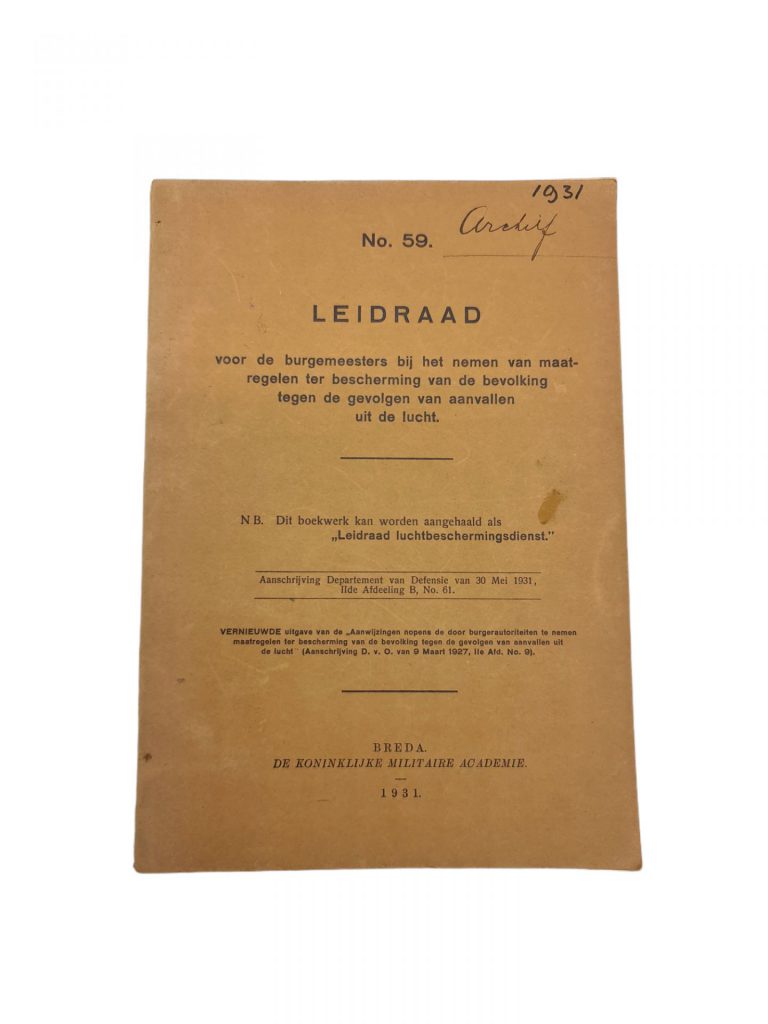 1931
Archief
No. 59.
LEIDRAAD
voor de burgemeesters bij het nemen van maat-
regelen ter bescherming van de bevolking
tegen de gevolgen van aanvallen
uit de lucht.
NB. Dit boekwerk kan worden aangehaald als
„Leidraad luchtbeschermingsdienst.”
Aanschrijving Departement van Defensie van 30 Mei 1931,
IIde Afdeeling B, No. 61.
VERNIEUWDE uitgave van de „Aanwijzingen nopens de door burgerautoriteiten te nemen
maatregelen ter bescherming van de bevolking tegen de gevolgen van aanvallen uit
de lucht” (Aanschrijving D. v. O. van 9 Maart 1927, IIe Afd. No. 9).
BREDA.
DE KONINKLIJKE MILITAIRE ACADEMIE.
1931.